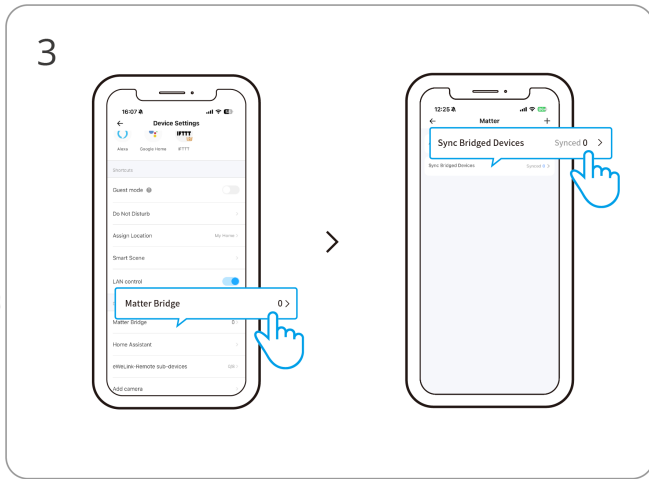 3
16:07
Device Settings
IFTTT
Alexa Google Home IFTTT
Shortcuts
Guest mode
Do Not Disturb
Assign Location My Home >
Smart Scene
LAN control
Matter Bridge 0 >
Matter Bridge 0
Home Assistant
eWeLink-Remote sub-devices
Add camera
>
12:25
← Matter +
Sync Bridged Devices Synced 0 >
Sync Bridged Devices Synced 0 >